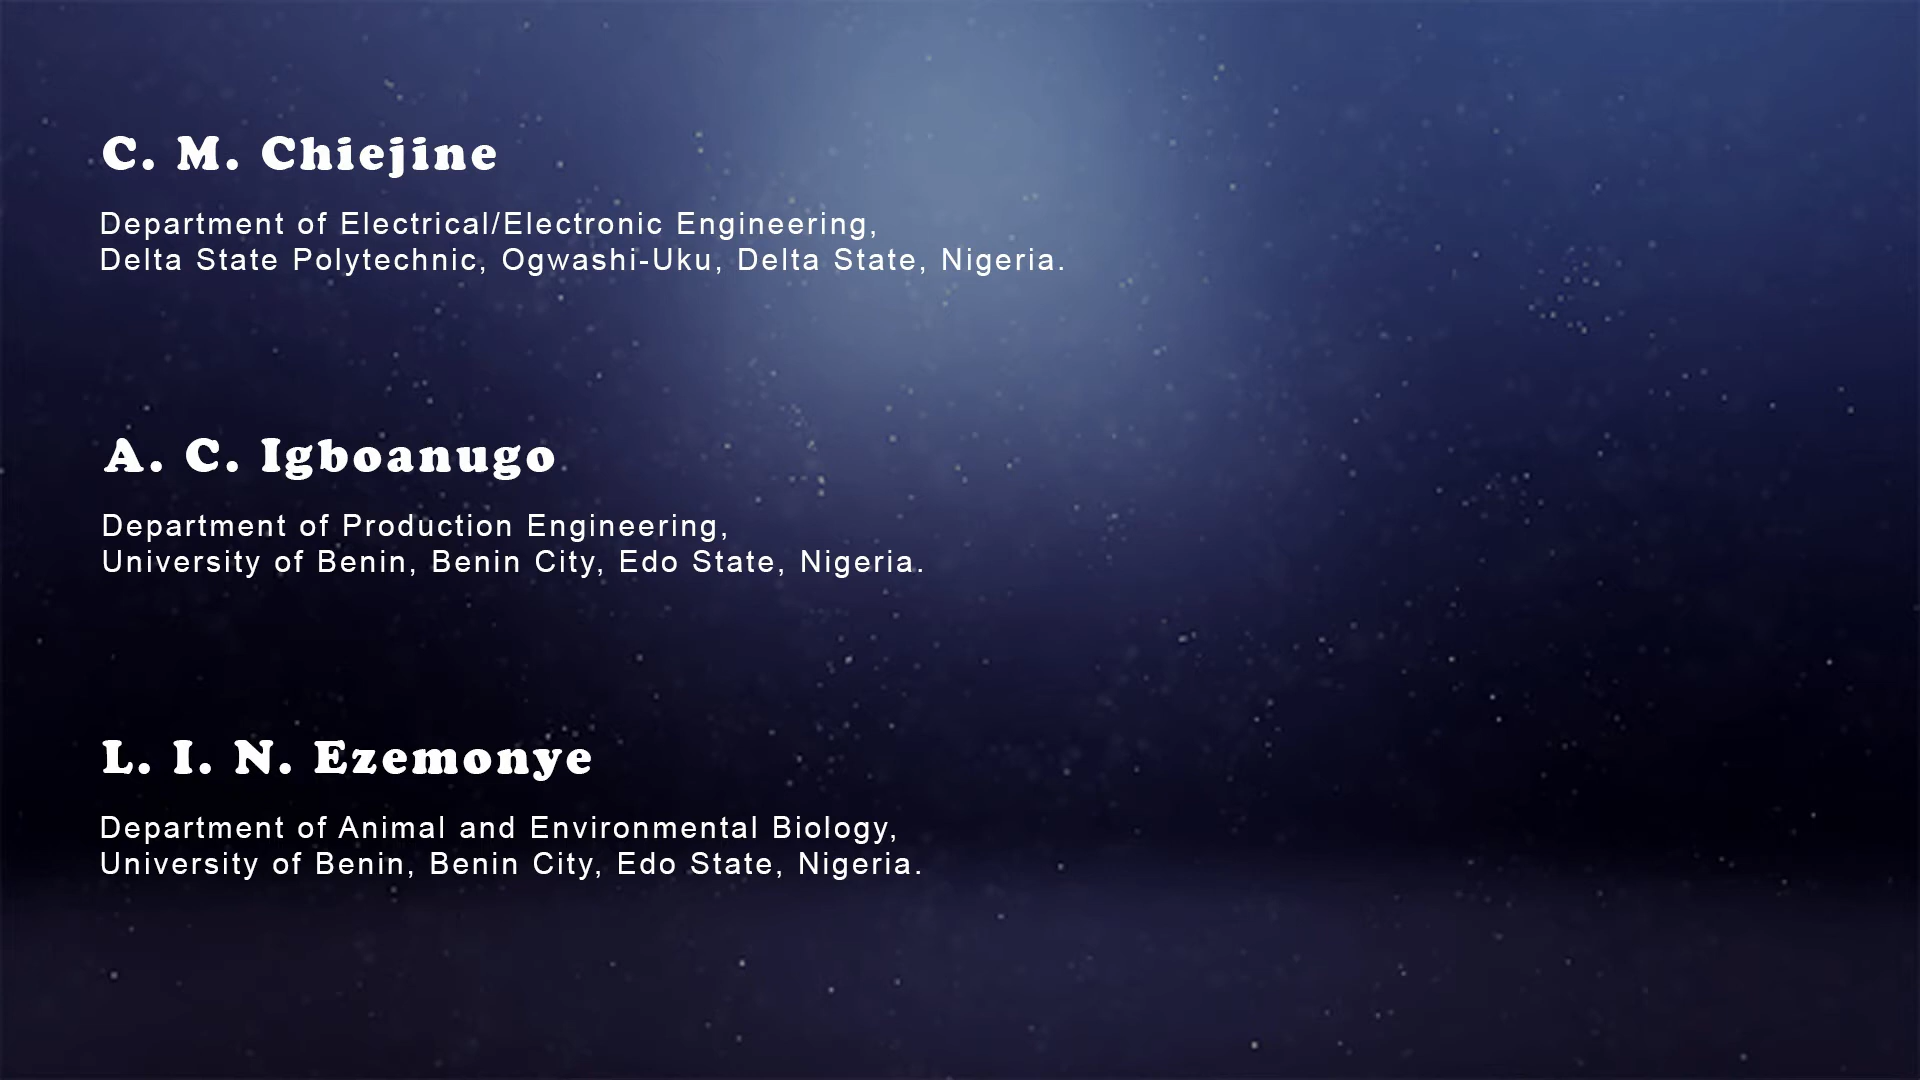 C. M. Chiejine
Department of Electrical/Electronic Engineering,
Delta State Polytechnic, Ogwashi-Uku, Delta State, Nigeria.
A. C. Igboanugo
Department of Production Engineering,
University of Benin, Benin City, Edo State, Nigeria.
L. I. N. Ezemonye
Department of Animal and Environmental Biology,
University of Benin, Benin City, Edo State, Nigeria.